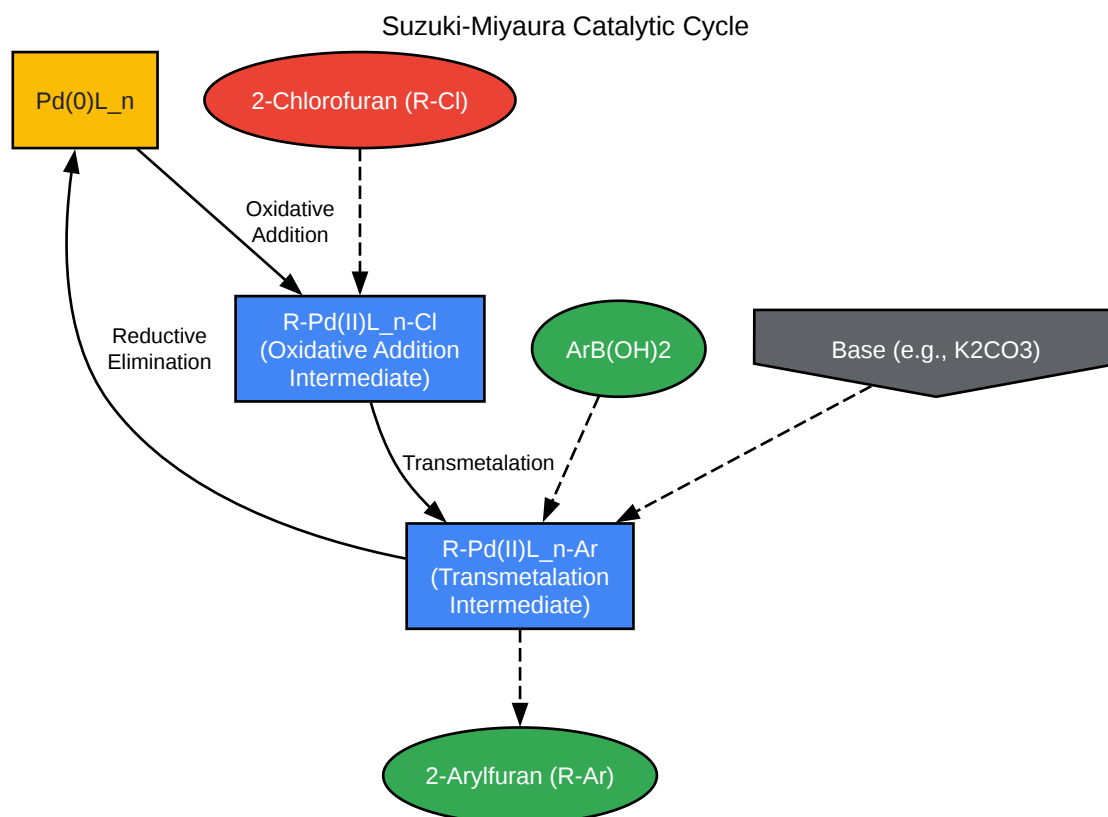 Suzuki-Miyaura Catalytic Cycle
Pd(0)L_n
2-Chlorofuran (R-Cl)
Oxidative
Addition
R-Pd(II)L_n-Cl
(Oxidative Addition
Intermediate)
ArB(OH)2
Base (e.g., K2CO3)
Reductive
Elimination
Transmetalation
R-Pd(II)L_n-Ar
(Transmetalation
Intermediate)
2-Arylfuran (R-Ar)